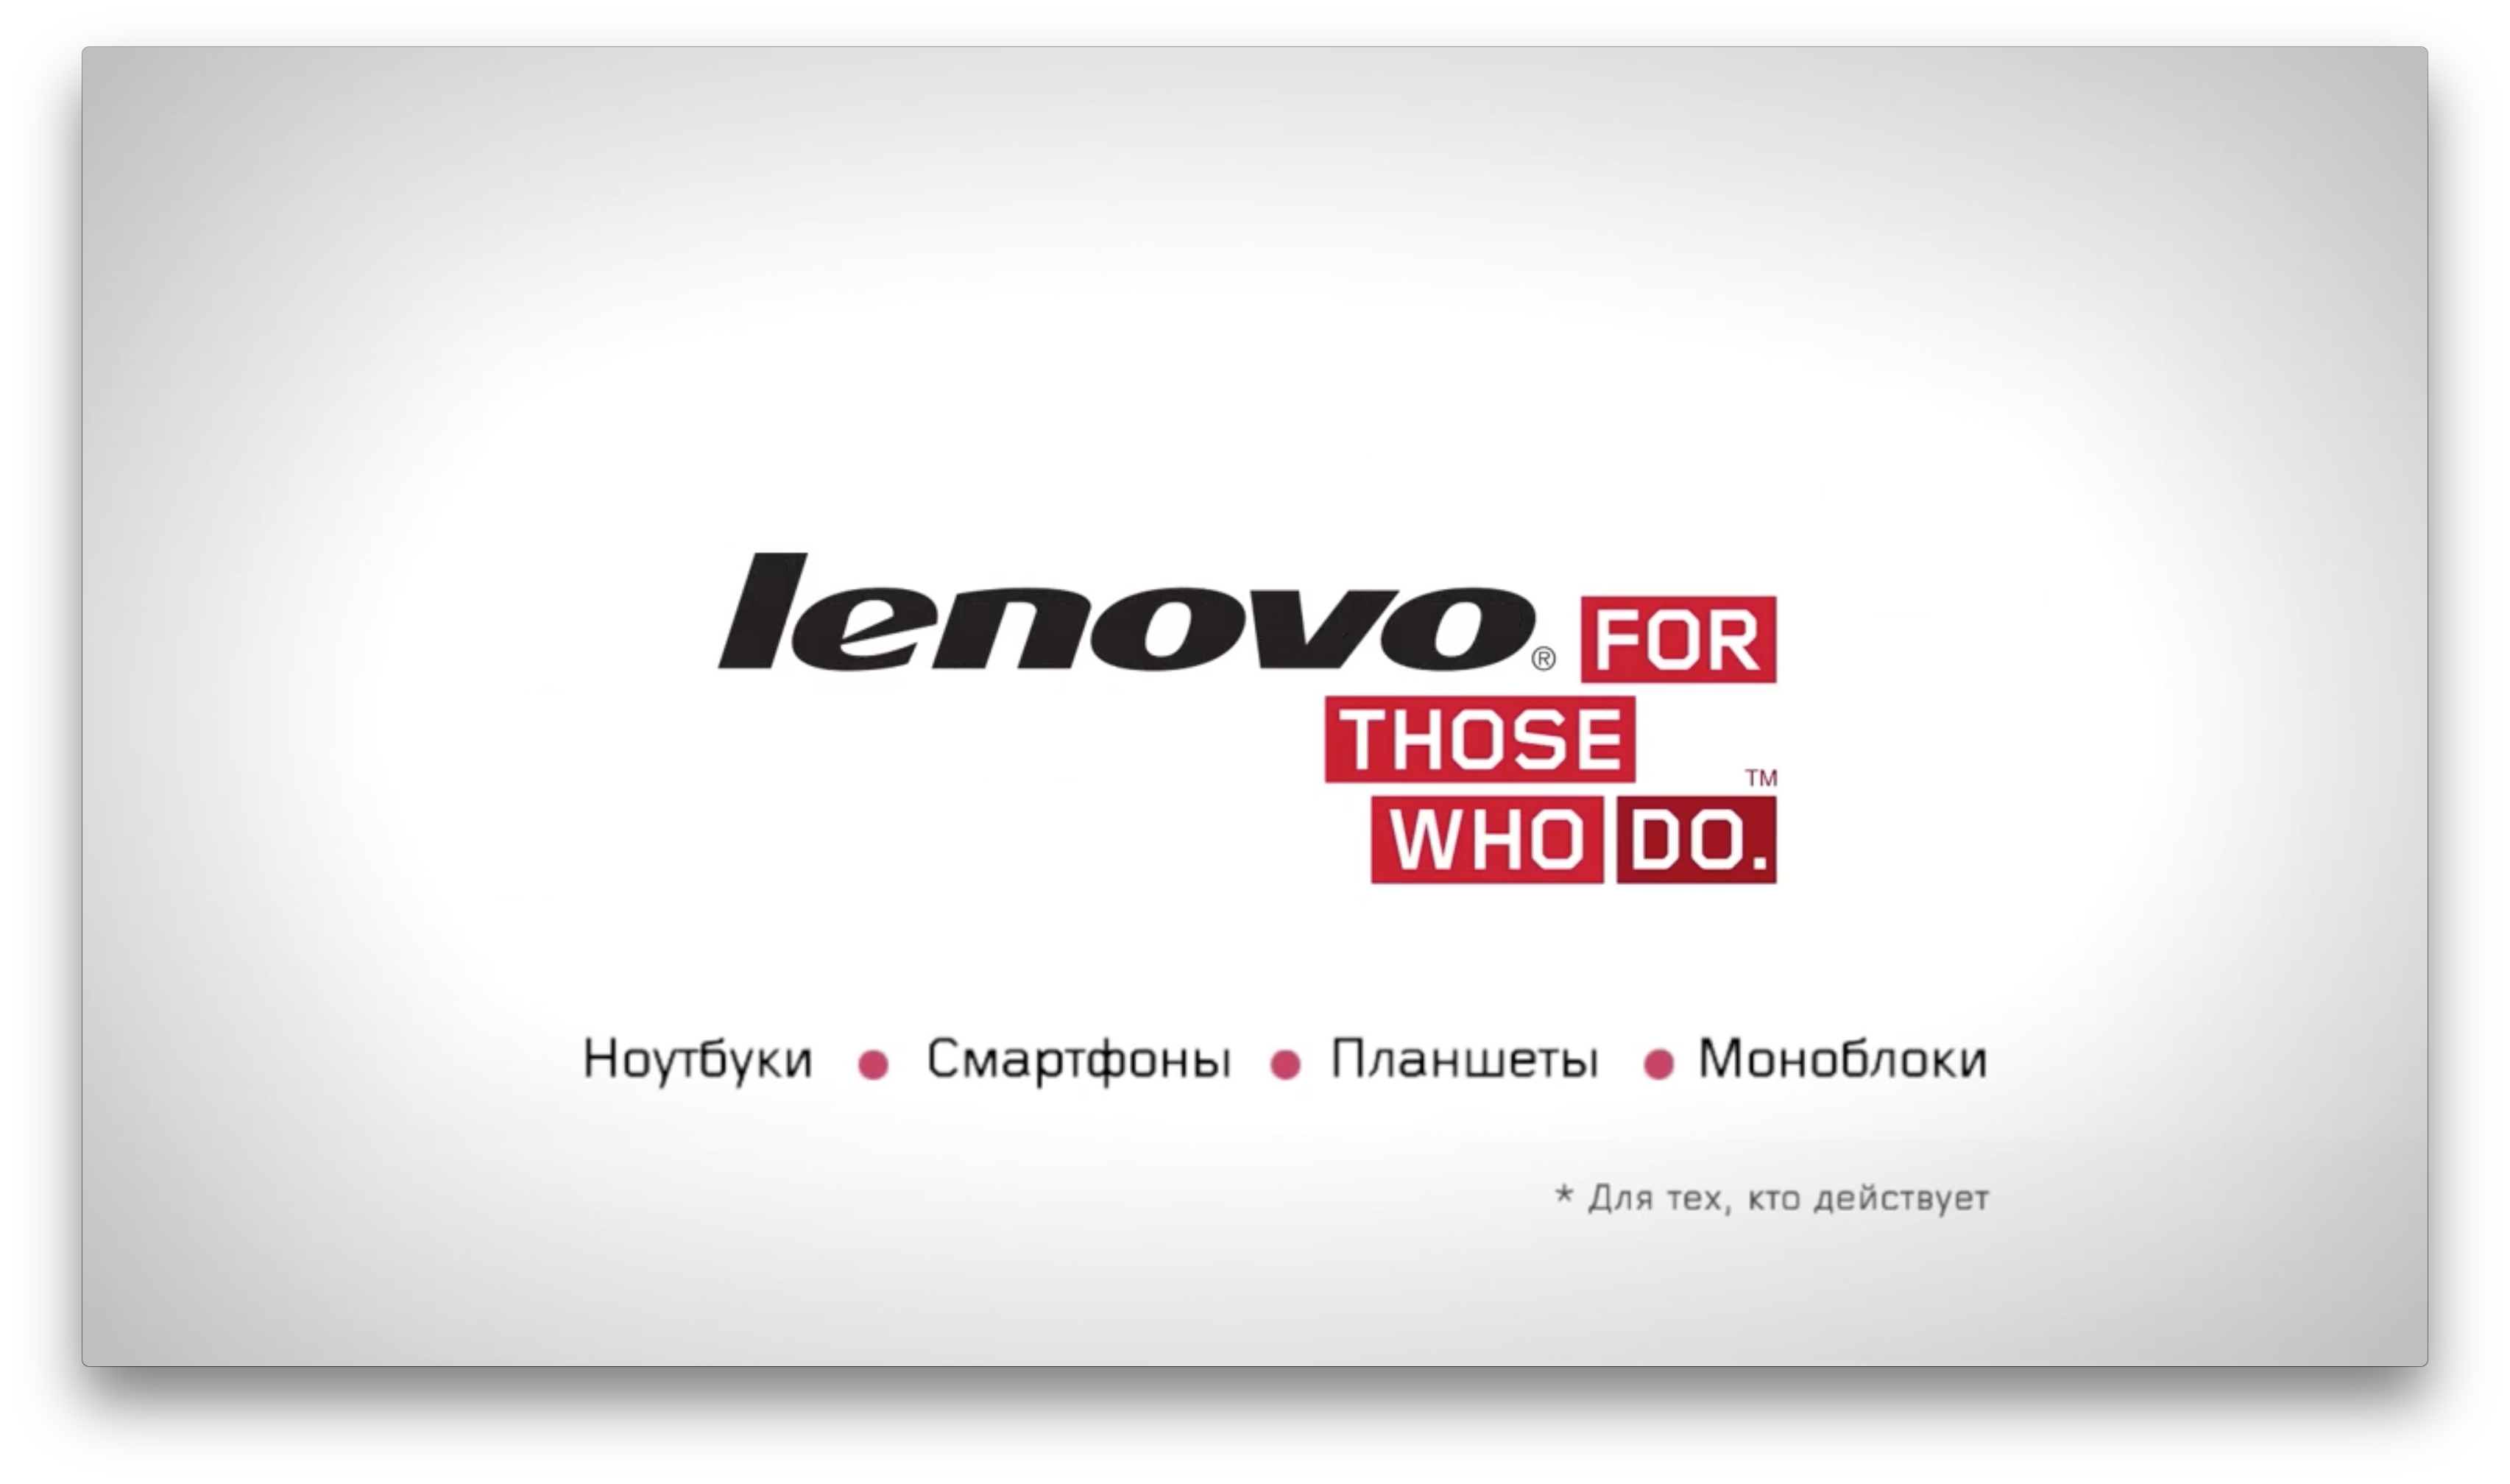 lenovo® FOR
THOSE
TM
WHO DO.
Ноутбуки ● Смартфоны ● Планшеты ● Моноблоки
* Для тех, кто действует